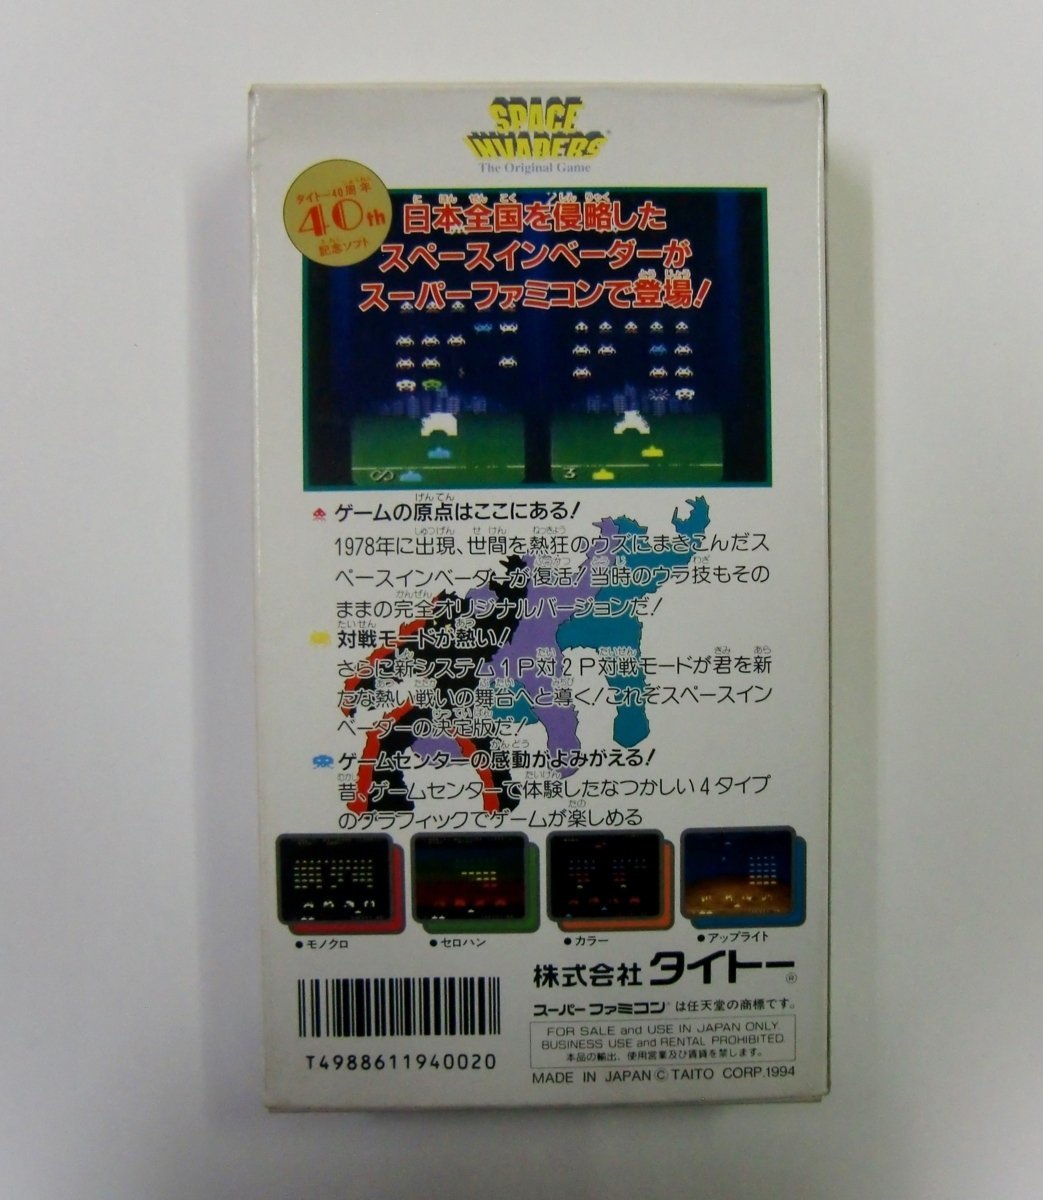 SPACE
INVADERS
The Original Game
タイトー40周年
40th
記念ソフト
日本全国を侵略した
スペースインベーダーが
スーパーファミコンで登場!
3
ゲームの原点はここにある!
1978年に出現、世間を熱狂のウズにまきこんだス
ペースインベーダーが復活!当時のウラ技もその
ままの完全オリジナルバージョンだ!
対戦モードが熱い!
さらに新システム1P対2P対戦モードが君を新
たな熱い戦いの舞台へと導く!これぞスペースイン
ベーダーの決定版だ!
ゲームセンターの感動がよみがえる!
昔、ゲームセンターで体験したなつかしい4タイプ
のグラフィックでゲームが楽しめる
●モノクロ
●セロハン
●カラー
●アップライト
株式会社タイトー®
スーパーファミコン®は任天堂の商標です。
FOR SALE and USE IN JAPAN ONLY.
BUSINESS USE and RENTAL PROHIBITED.
本品の輸出、使用営業及び賃貸を禁じます。
T4988611940020
MADE IN JAPAN © TAITO CORP.1994